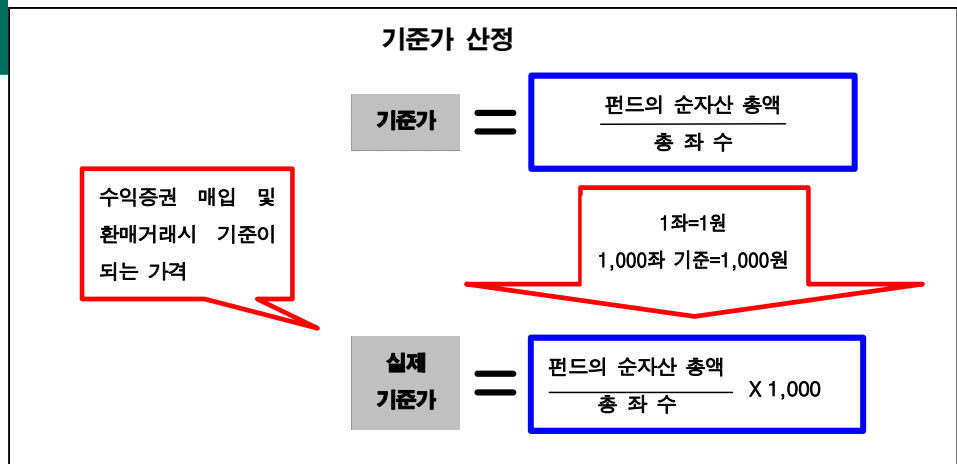 기준가 산정
기준가 = 펀드의 순자산 총액
총 좌 수
수익증권 매입 및
환매거래시 기준이
되는 가격
1좌=1원
1,000좌 기준=1,000원
실제
기준가 = 펀드의 순자산 총액
총 좌 수 X 1,000